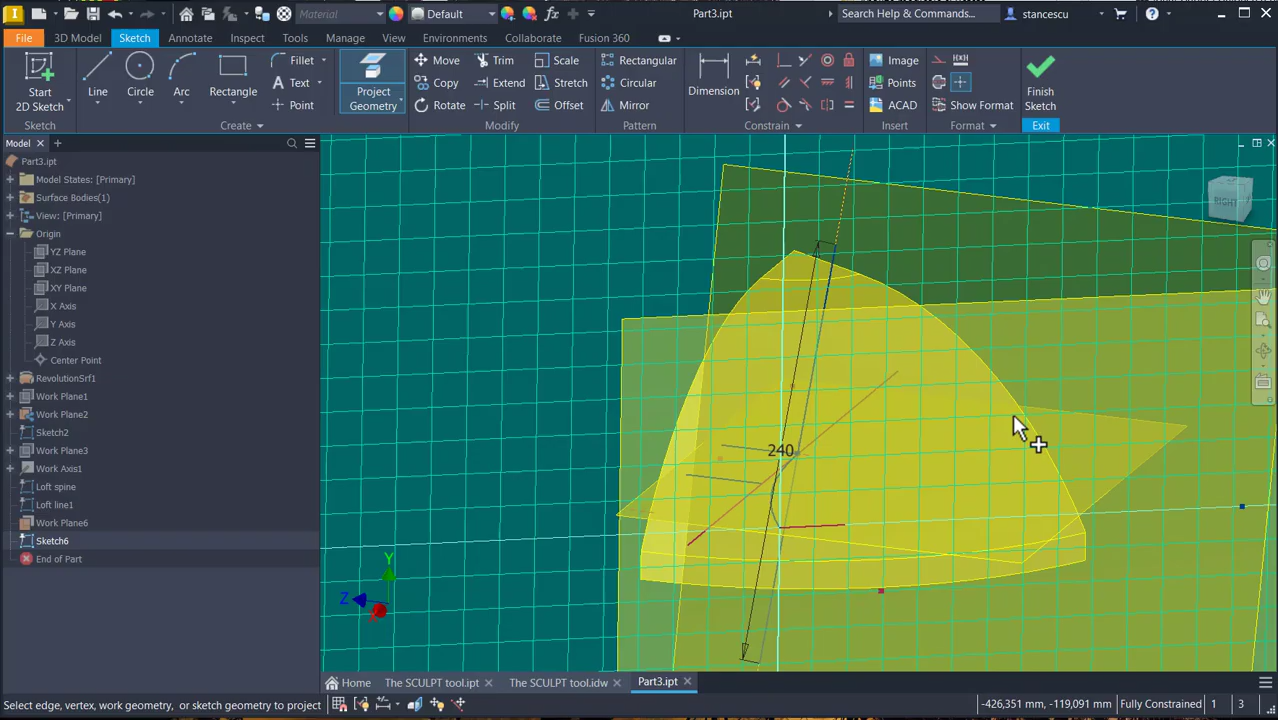 Material
Default
Part3.ipt
Search Help & Commands...
stancescu
File
3D Model
Sketch
Annotate
Inspect
Tools
Manage
View
Environments
Collaborate
Fusion 360
Start
2D Sketch
Line
Circle
Arc
Rectangle
Fillet
Text
Point
Project
Geometry
Move
Copy
Rotate
Trim
Extend
Split
Scale
Stretch
Offset
Rectangular
Circular
Mirror
Dimension
Image
Points
ACAD
Show Format
Finish
Sketch
Sketch
Create
Modify
Pattern
Constrain
Insert
Format
Exit
Model
Part3.ipt
Model States: [Primary]
Surface Bodies(1)
View: [Primary]
Origin
YZ Plane
XZ Plane
XY Plane
X Axis
Y Axis
Z Axis
Center Point
RevolutionSrf1
Work Plane1
Work Plane2
Sketch2
Work Plane3
Work Axis1
Loft spine
Loft line1
Work Plane6
Sketch6
End of Part
RIGHT
240
Y
Z
X
Home
The SCULPT tool.ipt
The SCULPT tool.idw
Part3.ipt
Select edge, vertex, work geometry, or sketch geometry to project
-426,351 mm, -119,091 mm
Fully Constrained
1
3